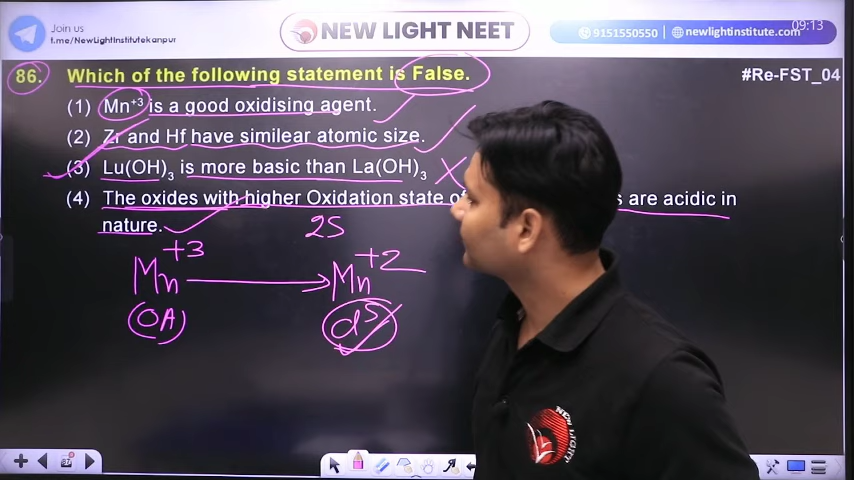 Join us
t.me/NewLightInstitutekanpur
NEW LIGHT NEET
9151550550 | newlightinstitute.com
09:13
86. Which of the following statement is False.
#Re-FST_04
(1) Mn+3 is a good oxidising agent.
(2) Zr and Hf have similear atomic size.
(3) Lu(OH)3 is more basic than La(OH)3
(4) The oxides with higher Oxidation state of s are acidic in
nature.
25
Mn+3 → Mn+2
OA d5
NEW LIGHT